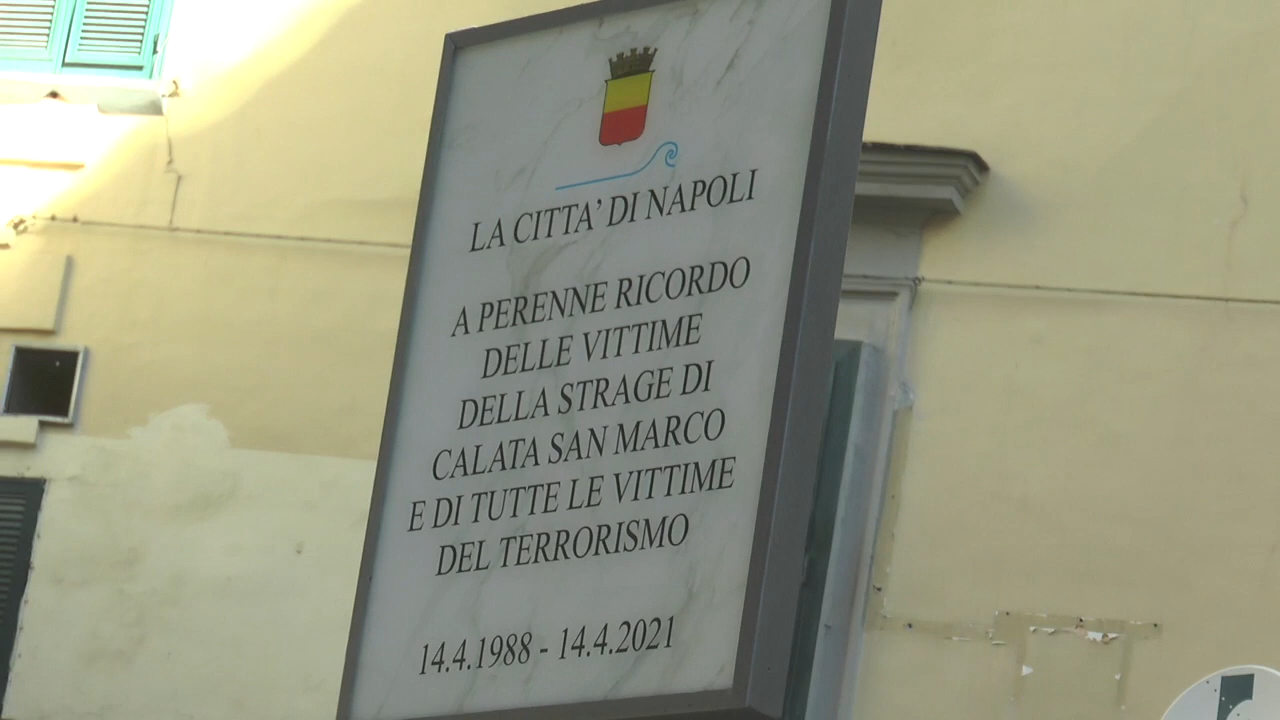 LA CITTA' DI NAPOLI
A PERENNE RICORDO
DELLE VITTIME
DELLA STRAGE DI
CALATA SAN MARCO
E DI TUTTE LE VITTIME
DEL TERRORISMO
14.4.1988 - 14.4.2021